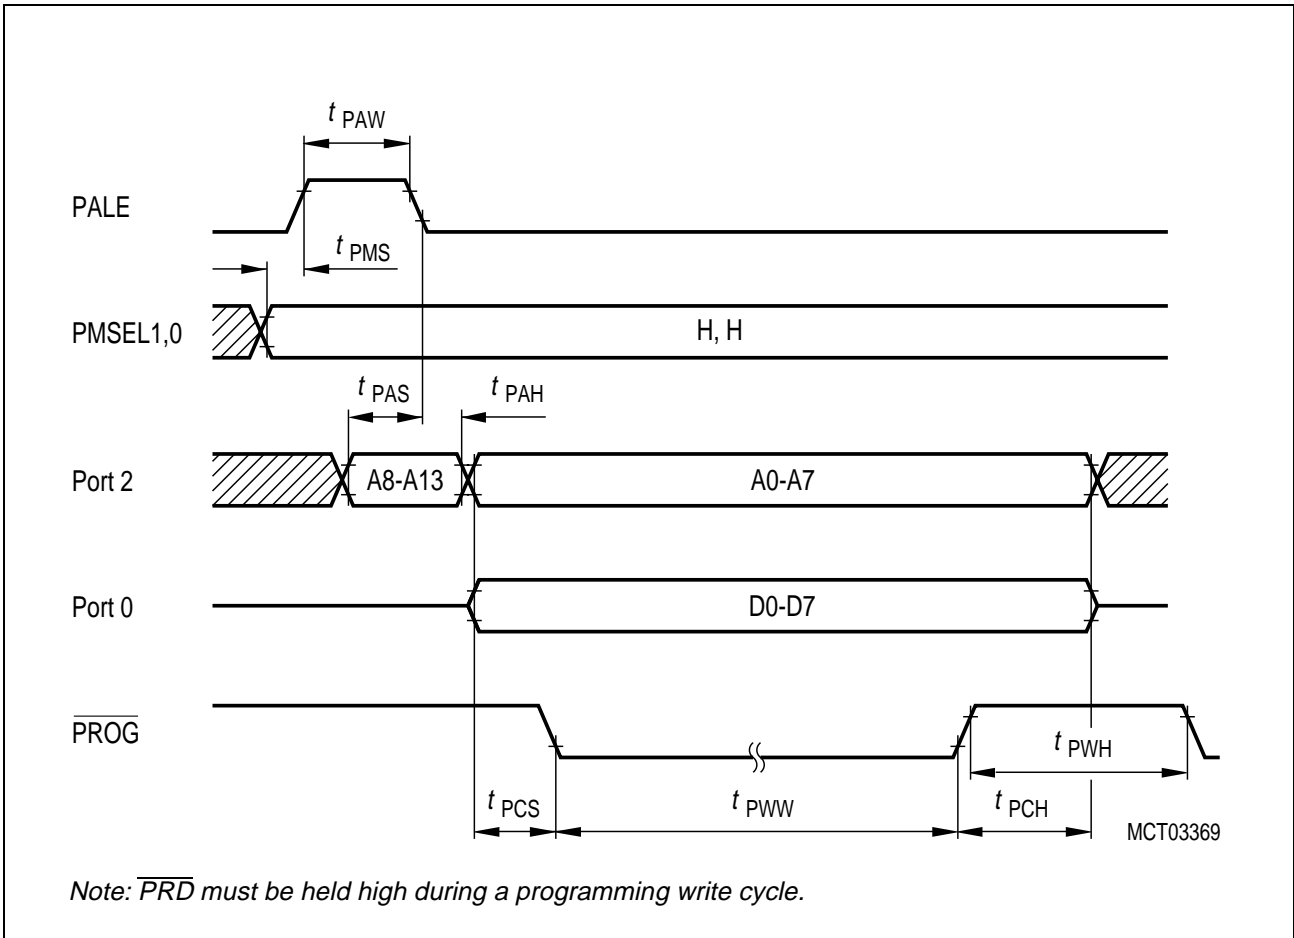 t PAW
PALE
t PMS
PMSEL1,0
H, H
t PAS
t PAH
Port 2
A8-A13
A0-A7
Port 0
D0-D7
PROG
t PWH
t PCS
t PWW
t PCH
MCT03369
Note: PRD must be held high during a programming write cycle.